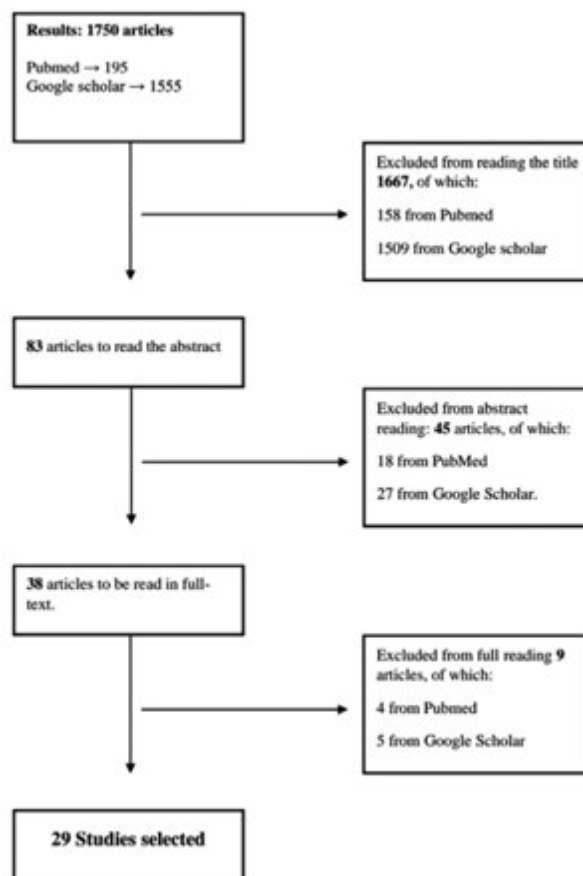 Results: 1750 articles
Pubmed → 195
Google scholar → 1555
Excluded from reading the title
1667, of which:
158 from Pubmed
1509 from Google scholar
83 articles to read the abstract
Excluded from abstract
reading: 45 articles, of which:
18 from PubMed
27 from Google Scholar.
38 articles to be read in full-
text.
Excluded from full reading 9
articles, of which:
4 from Pubmed
5 from Google Scholar
29 Studies selected